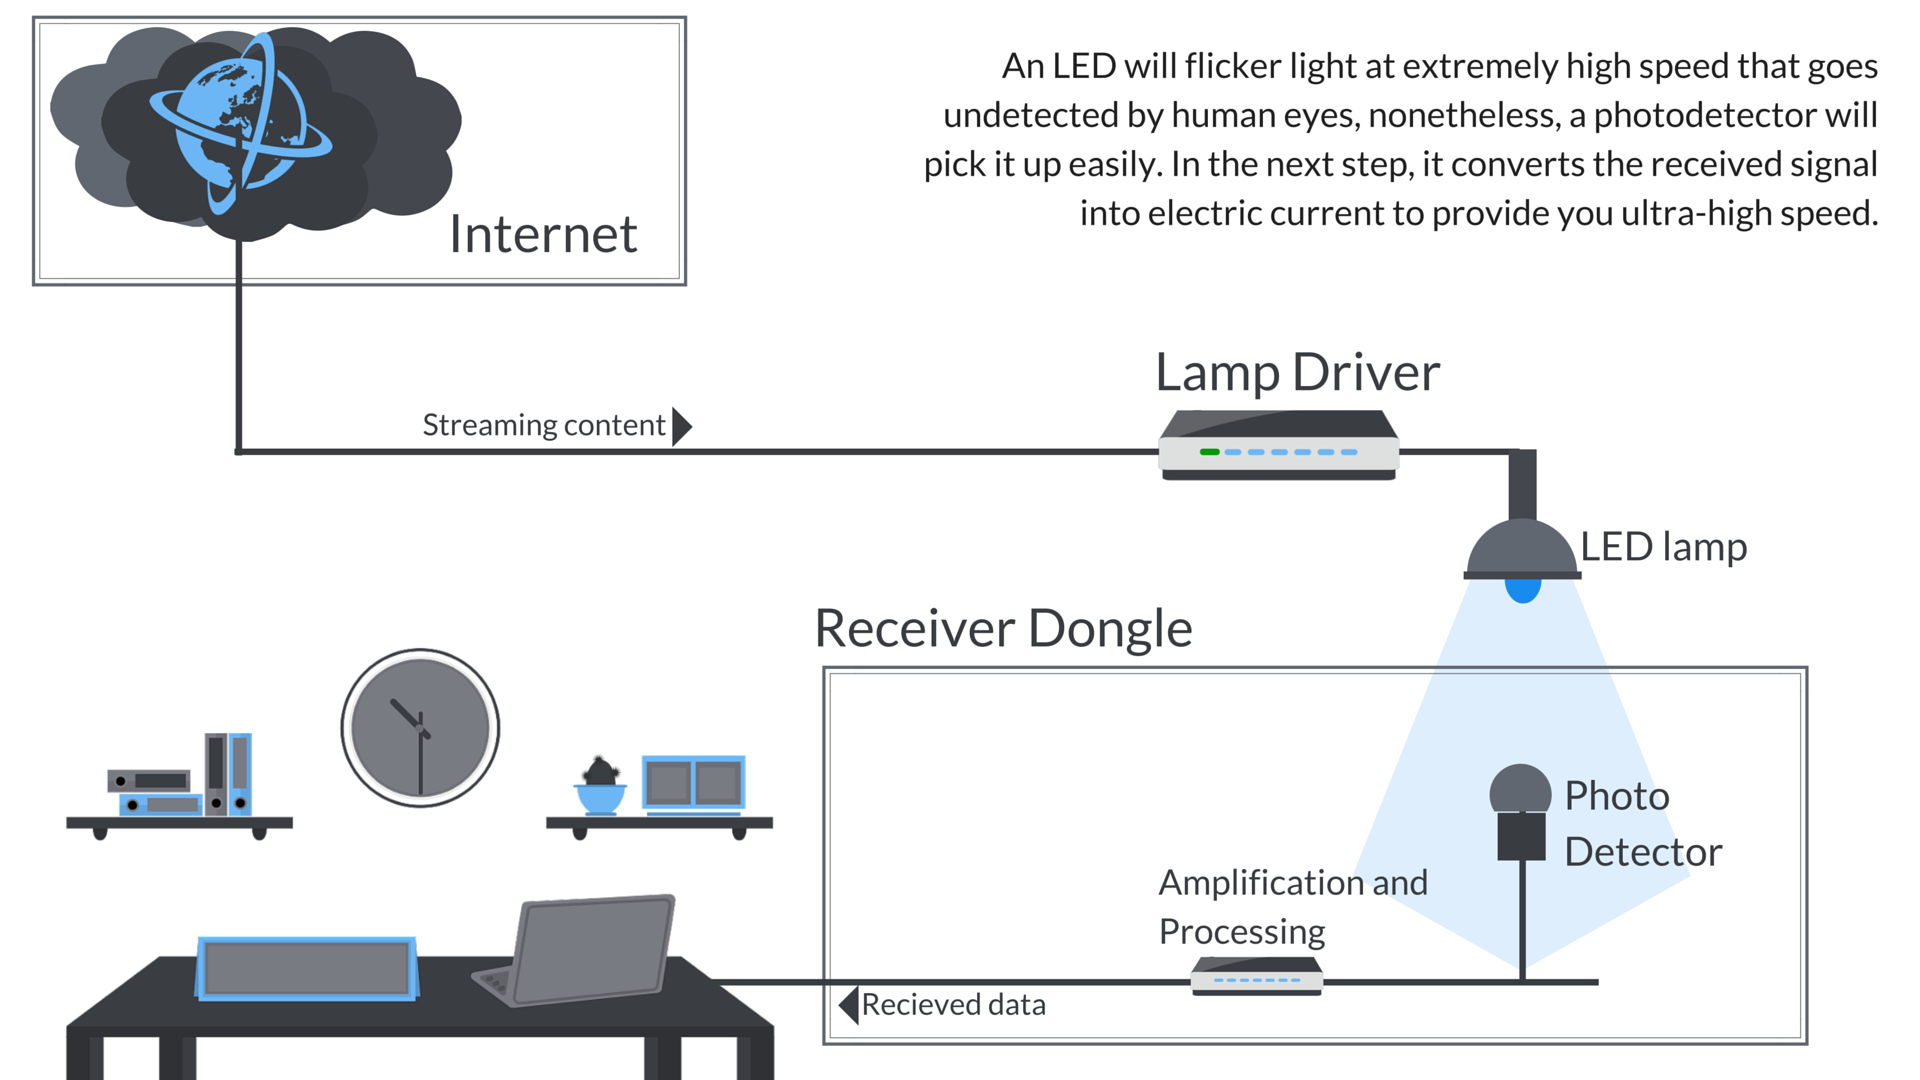 An LED will flicker light at extremely high speed that goes
undetected by human eyes, nonetheless, a photodetector will
pick it up easily. In the next step, it converts the received signal
into electric current to provide you ultra-high speed.
Internet
Lamp Driver
Streaming content
LED lamp
Receiver Dongle
Photo
Detector
Amplification and
Processing
Recieved data